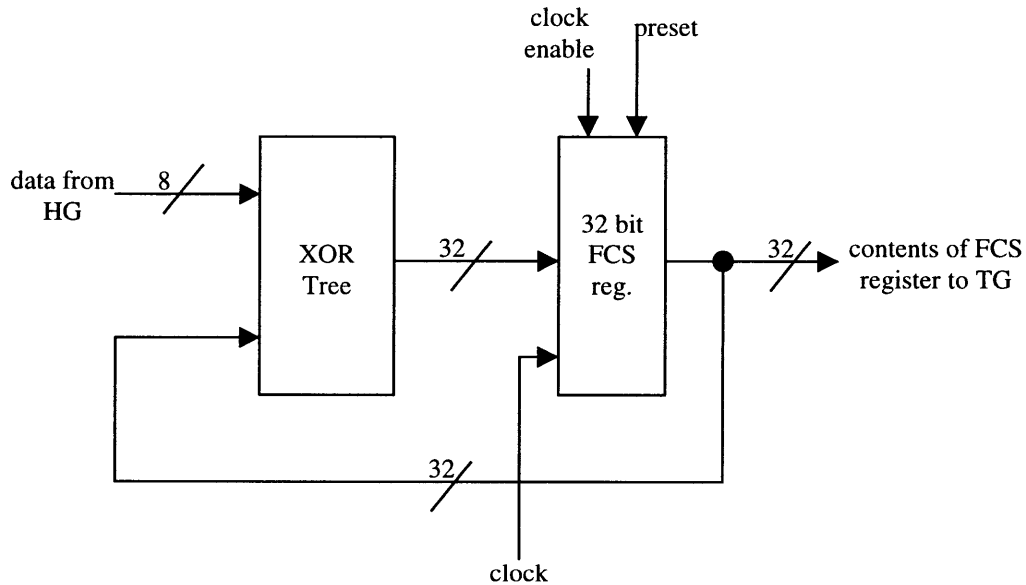 clock
enable
preset
data from
HG
8
XOR
Tree
32
32 bit
FCS
reg.
32
contents of FCS
register to TG
32
clock